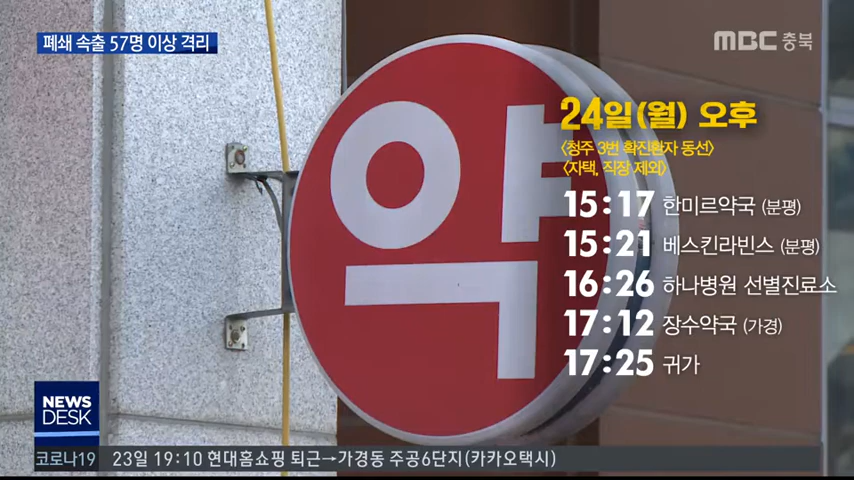 폐쇄 속출 57명 이상 격리
MBC 충북
약
24일(월) 오후
<청주 3번 확진환자 동선>
<자택, 직장 제외>
15:17 한미르약국 (분평)
15:21 베스킨라빈스 (분평)
16:26 하나병원 선별진료소
17:12 장수약국 (가경)
17:25 귀가
NEWS
DESK
코로나19 23일 19:10 현대홈쇼핑 퇴근→가경동 주공6단지(카카오택시)